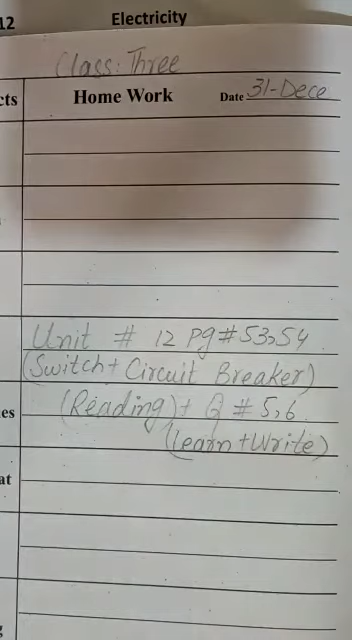 12 Electricity
Class: Three
cts Home Work Date 31-Dece
Unit # 12 Pg # 53,54
(Switch + Circuit Breaker)
es (Reading) + Q # 5,6
(learn + Write)
at
g